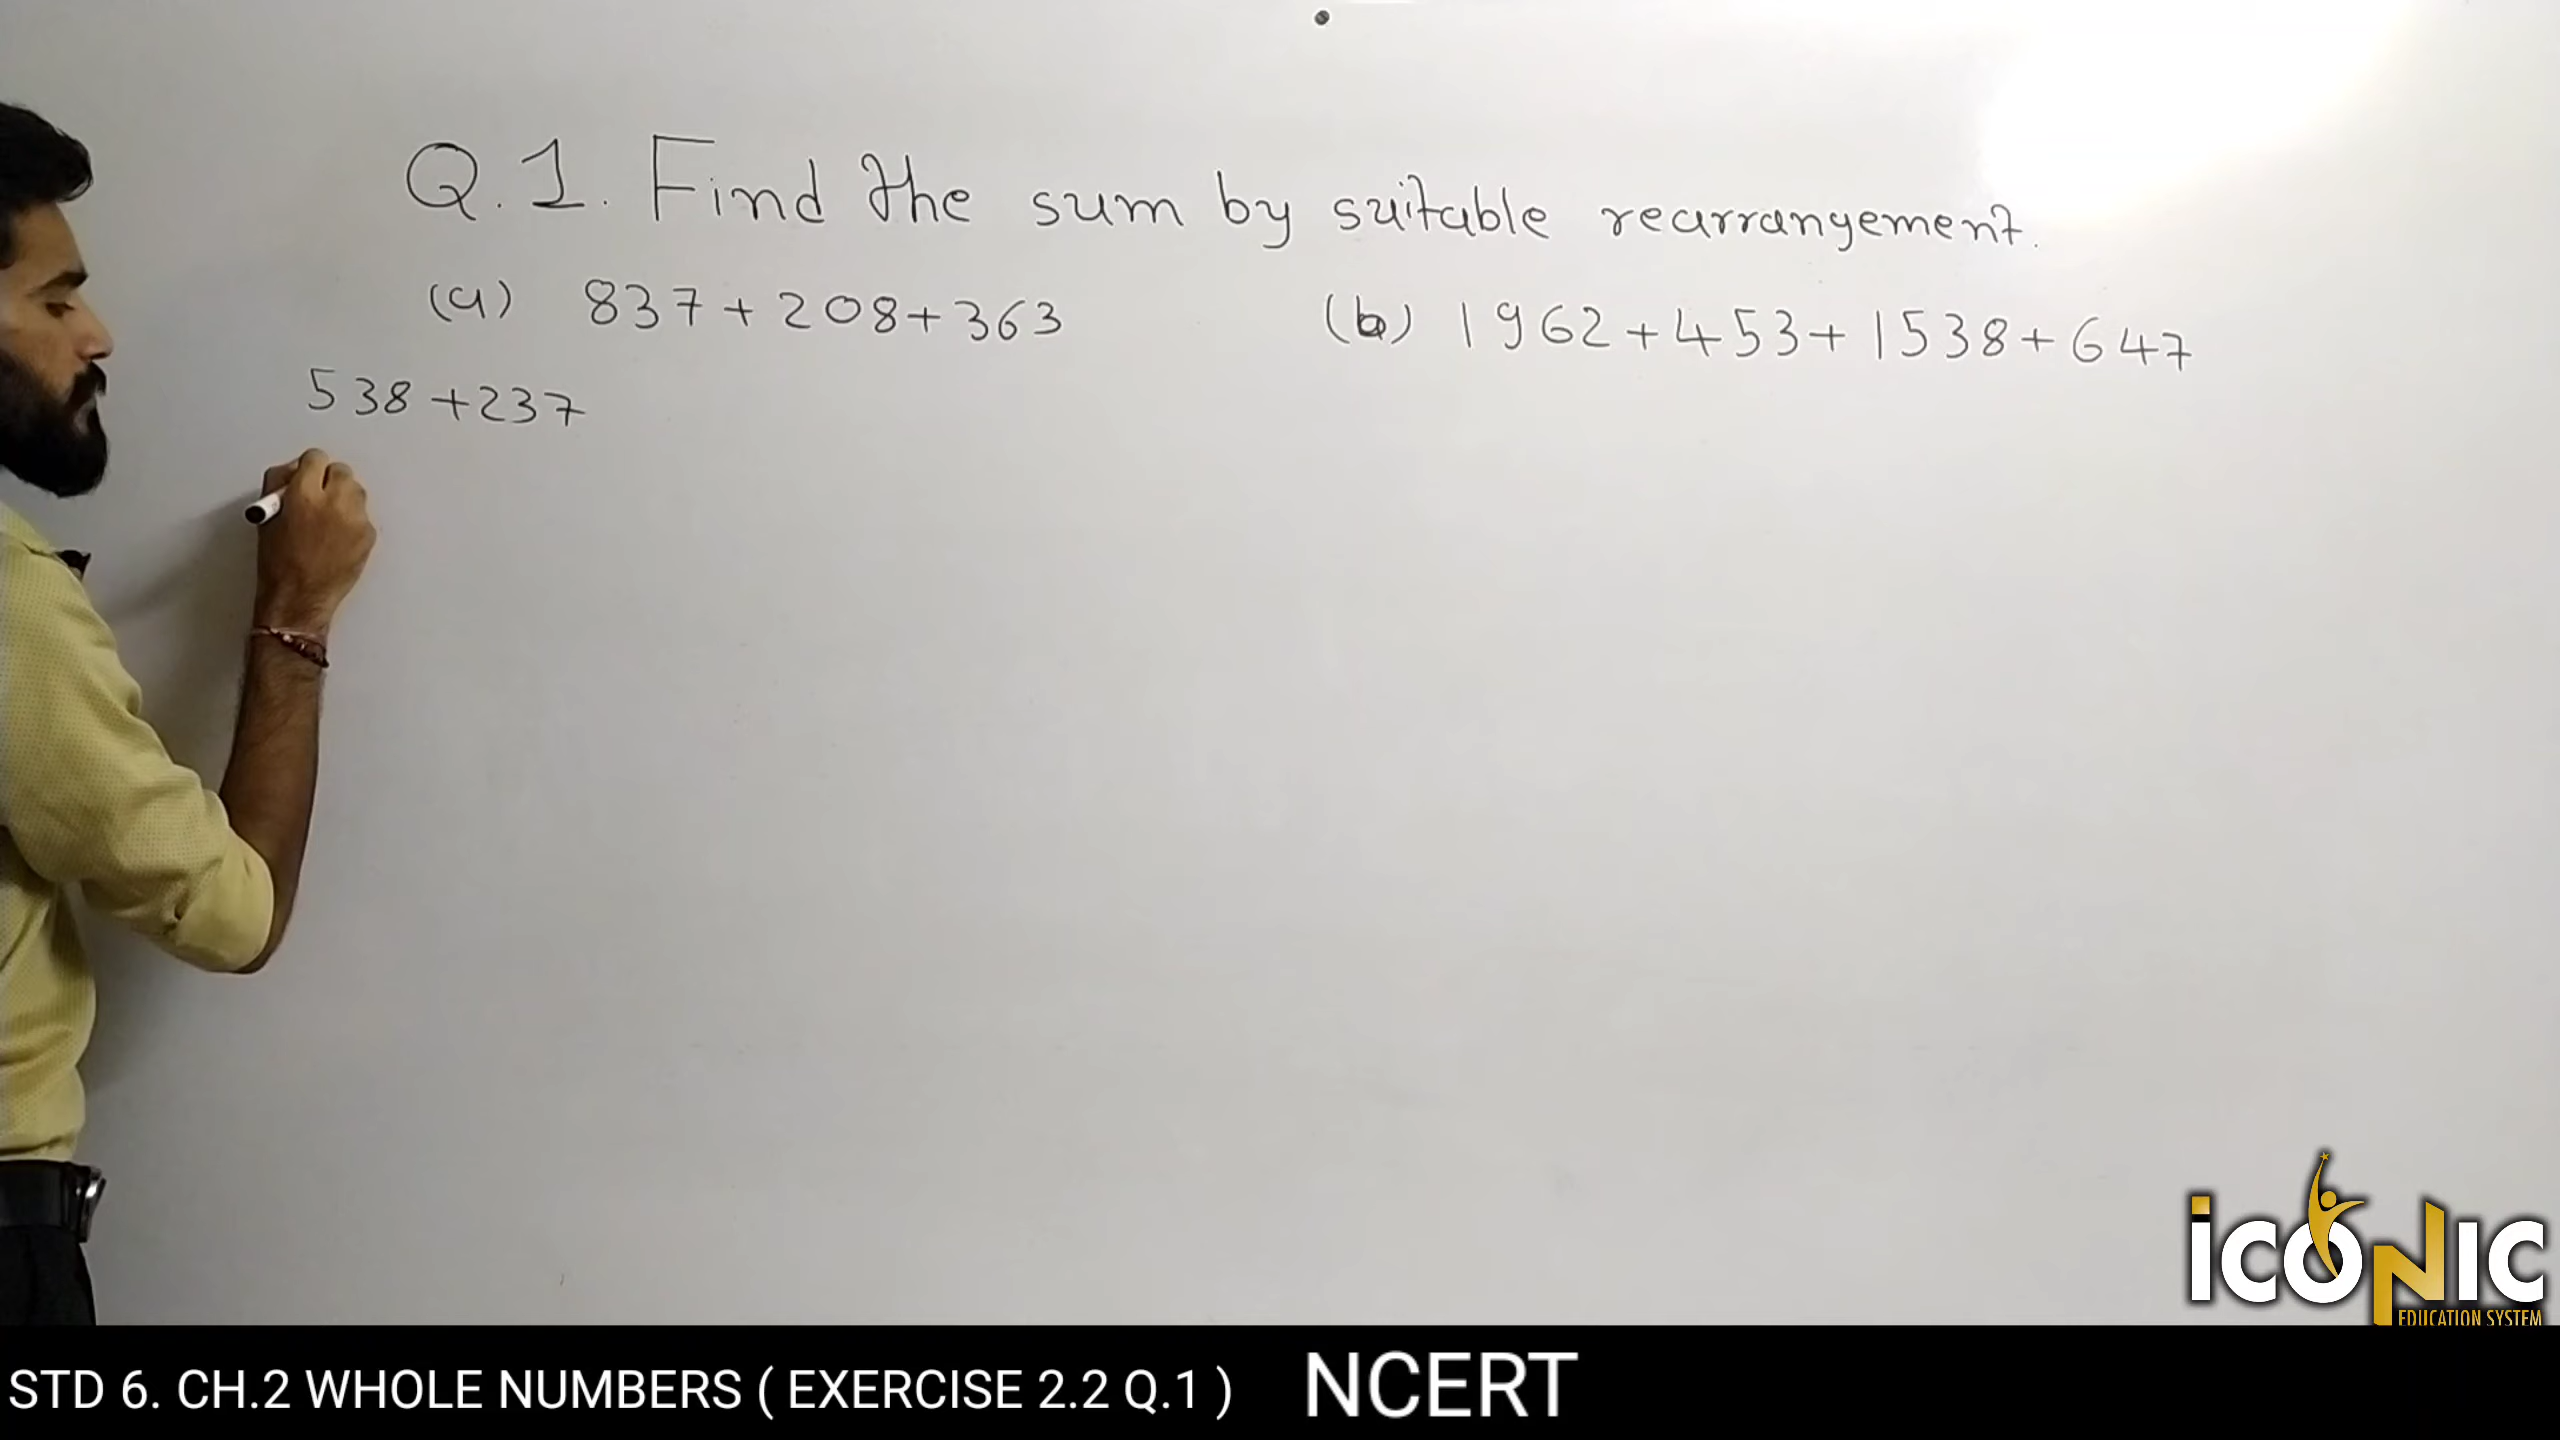 Q.1. Find the sum by suitable rearrangement.
(a) 837+208+363 (b) 1962+453+1538+647
538+237
iCONIC
EDUCATION SYSTEM
STD 6. CH.2 WHOLE NUMBERS ( EXERCISE 2.2 Q.1 ) NCERT